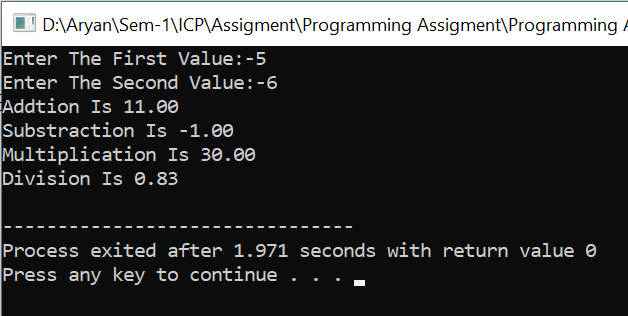 D:\Aryan\Sem-1\ICP\Assigment\Programming Assigment\Programming A
Enter The First Value:-5
Enter The Second Value:-6
Addtion Is 11.00
Substraction Is -1.00
Multiplication Is 30.00
Division Is 0.83
--------------------------------
Process exited after 1.971 seconds with return value 0
Press any key to continue . . .